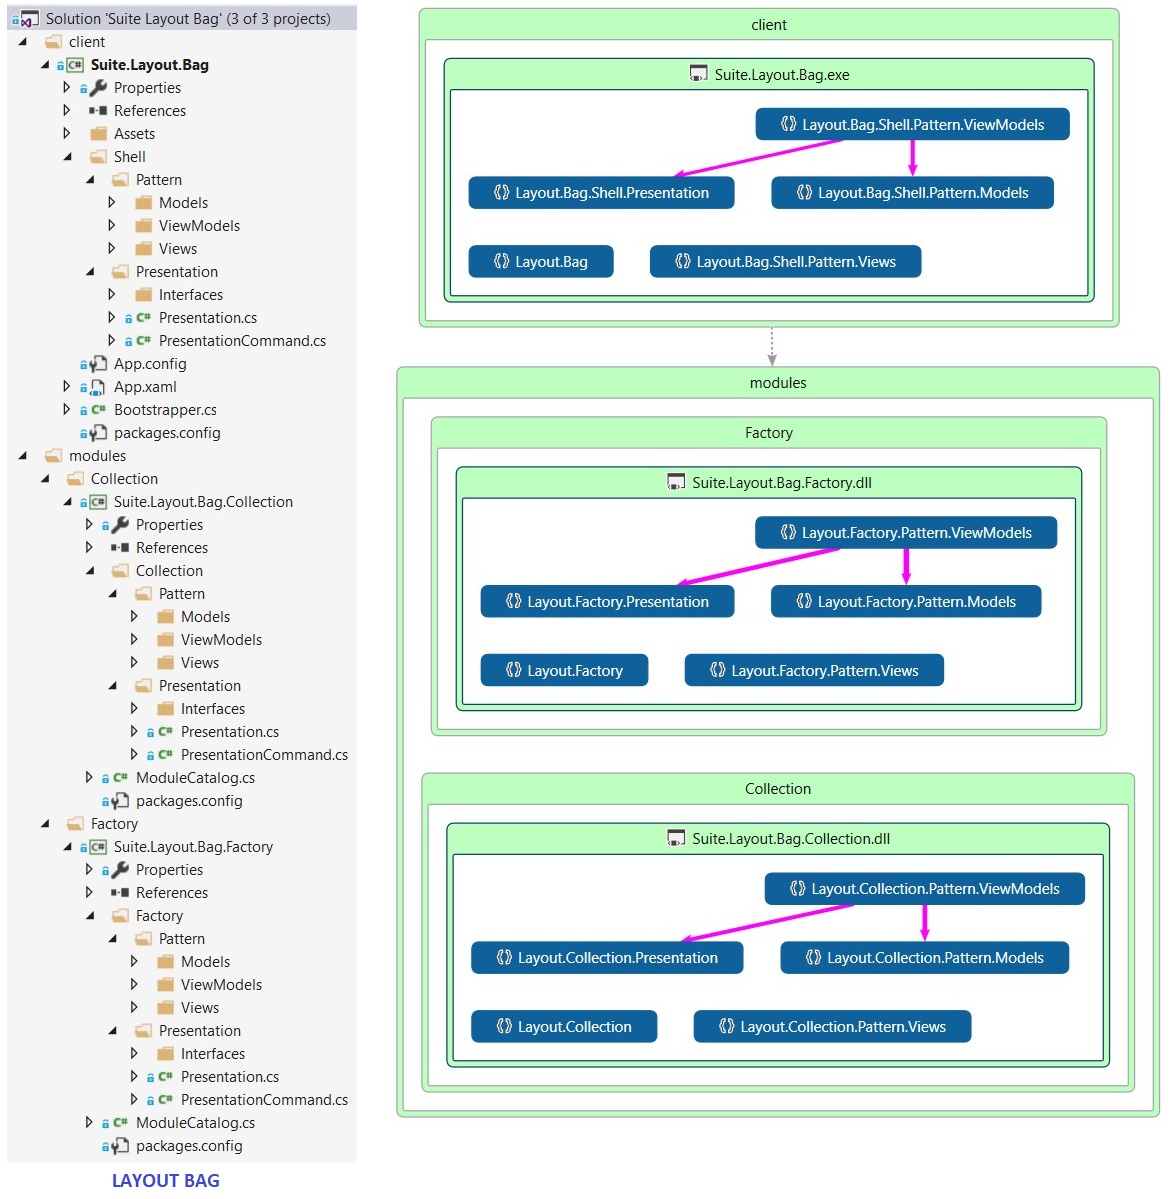 Solution 'Suite Layout Bag' (3 of 3 projects)
client
C# Suite.Layout.Bag
Properties
References
Assets
Shell
Pattern
Models
ViewModels
Views
Presentation
Interfaces
C# Presentation.cs
C# PresentationCommand.cs
App.config
App.xaml
C# Bootstrapper.cs
packages.config
modules
Collection
C# Suite.Layout.Bag.Collection
Properties
References
Collection
Pattern
Models
ViewModels
Views
Presentation
Interfaces
C# Presentation.cs
C# PresentationCommand.cs
C# ModuleCatalog.cs
packages.config
Factory
C# Suite.Layout.Bag.Factory
Properties
References
Factory
Pattern
Models
ViewModels
Views
Presentation
Interfaces
C# Presentation.cs
C# PresentationCommand.cs
C# ModuleCatalog.cs
packages.config
LAYOUT BAG
client
Suite.Layout.Bag.exe
Layout.Bag.Shell.Pattern.ViewModels
Layout.Bag.Shell.Presentation
Layout.Bag.Shell.Pattern.Models
Layout.Bag
Layout.Bag.Shell.Pattern.Views
modules
Factory
Suite.Layout.Bag.Factory.dll
Layout.Factory.Pattern.ViewModels
Layout.Factory.Presentation
Layout.Factory.Pattern.Models
Layout.Factory
Layout.Factory.Pattern.Views
Collection
Suite.Layout.Bag.Collection.dll
Layout.Collection.Pattern.ViewModels
Layout.Collection.Presentation
Layout.Collection.Pattern.Models
Layout.Collection
Layout.Collection.Pattern.Views